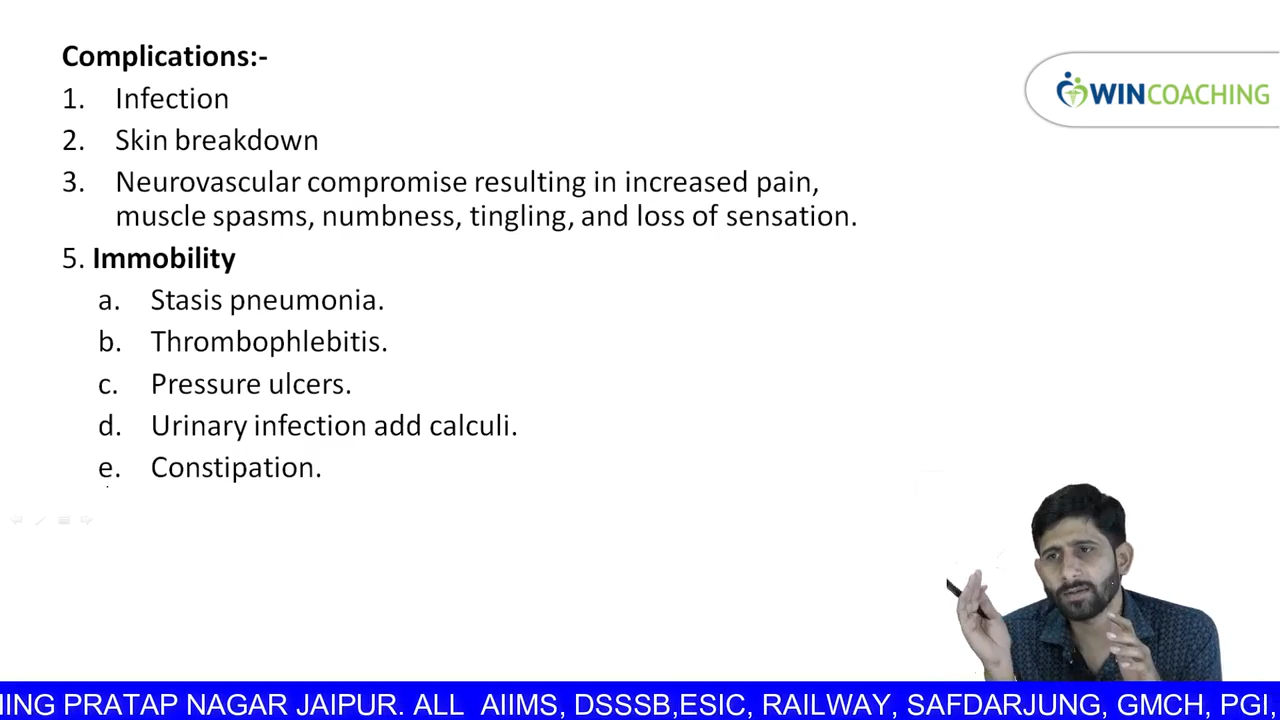 Complications:-
1. Infection
2. Skin breakdown
3. Neurovascular compromise resulting in increased pain,
muscle spasms, numbness, tingling, and loss of sensation.
5. Immobility
a. Stasis pneumonia.
b. Thrombophlebitis.
c. Pressure ulcers.
d. Urinary infection add calculi.
e. Constipation.
WINCOACHING
HING PRATAP NAGAR JAIPUR. ALL AIIMS, DSSSB,ESIC, RAILWAY, SAFDARJUNG, GMCH, PGI,